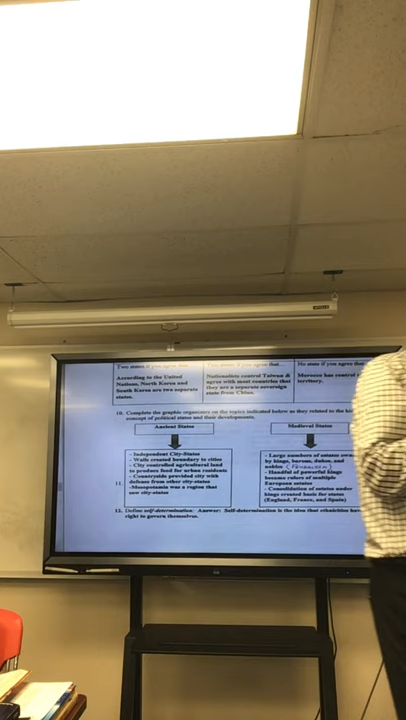 Two states if you agree that
No state if you agree that
According to the United
Nations, North Korea and
South Korea are two separate
states.
Nationalists control Taiwan &
agree with most countries that
they are a separate sovereign
state from China.
Morocco has control
territory.
10. Complete the graphic organizers on the topics indicated below as they related to the
concept of political states and their developments.
Ancient States
Medieval States
- Independent City-States
- Walls created boundary to cities
- City controlled agricultural land
to produce food for urban residents
- Countryside provided city with
defense from other city-states
-Mesopotamia was a region that
saw city-states
11.
- Large numbers of estates
by kings, barons, dukes, and
nobles (Feudalism)
- Handful of powerful kings
became rulers of multiple
European estates
- Consolidation of estates under
kings created basis for states
(England, France, and Spain)
12. Define self-determination: Answer: Self-determination is the idea that ethnicities have
right to govern themselves.